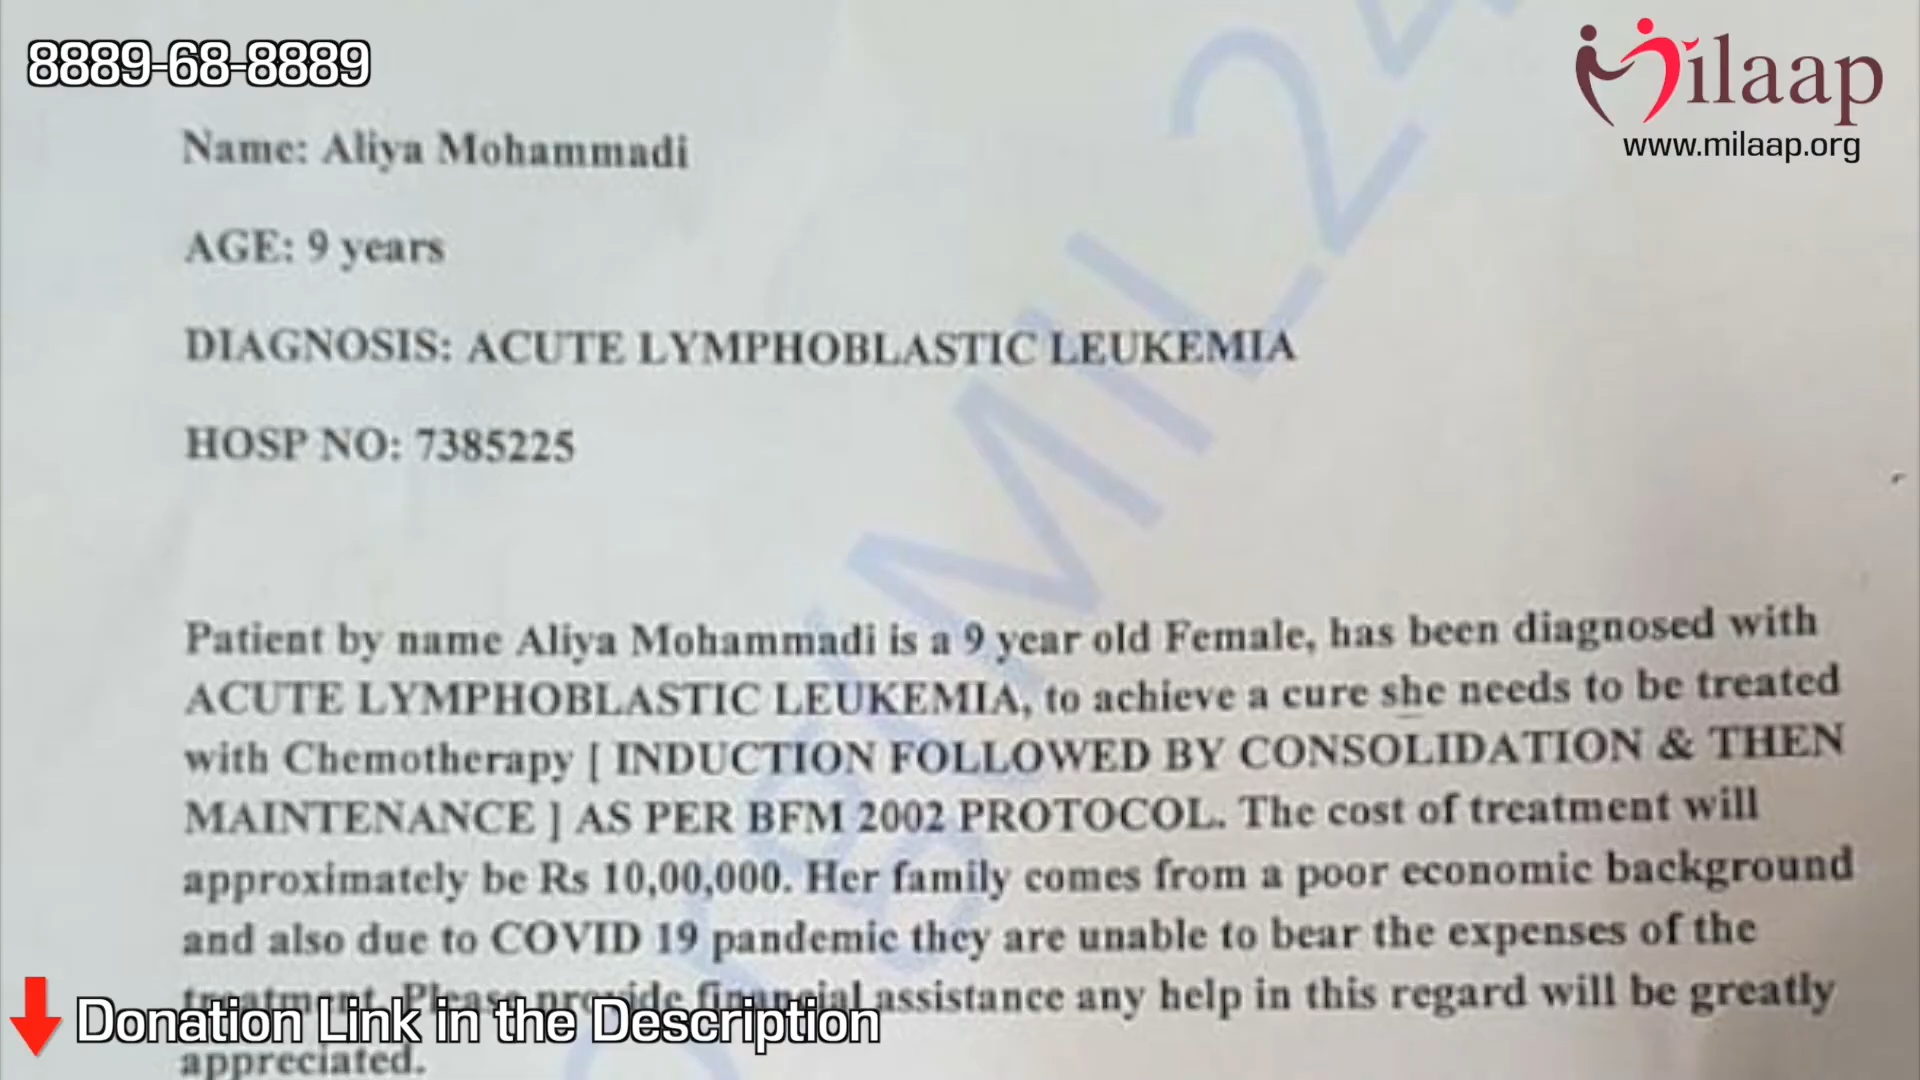 8889-68-8889
Milaap
www.milaap.org
Name: Aliya Mohammadi
AGE: 9 years
DIAGNOSIS: ACUTE LYMPHOBLASTIC LEUKEMIA
HOSP NO: 7385225
Patient by name Aliya Mohammadi is a 9 year old Female, has been diagnosed with
ACUTE LYMPHOBLASTIC LEUKEMIA, to achieve a cure she needs to be treated
with Chemotherapy [ INDUCTION FOLLOWED BY CONSOLIDATION & THEN
MAINTENANCE ] AS PER BFM 2002 PROTOCOL. The cost of treatment will
approximately be Rs 10,00,000. Her family comes from a poor economic background
and also due to COVID 19 pandemic they are unable to bear the expenses of the
treatment. Please provide financial assistance any help in this regard will be greatly
appreciated.
Donation Link in the Description